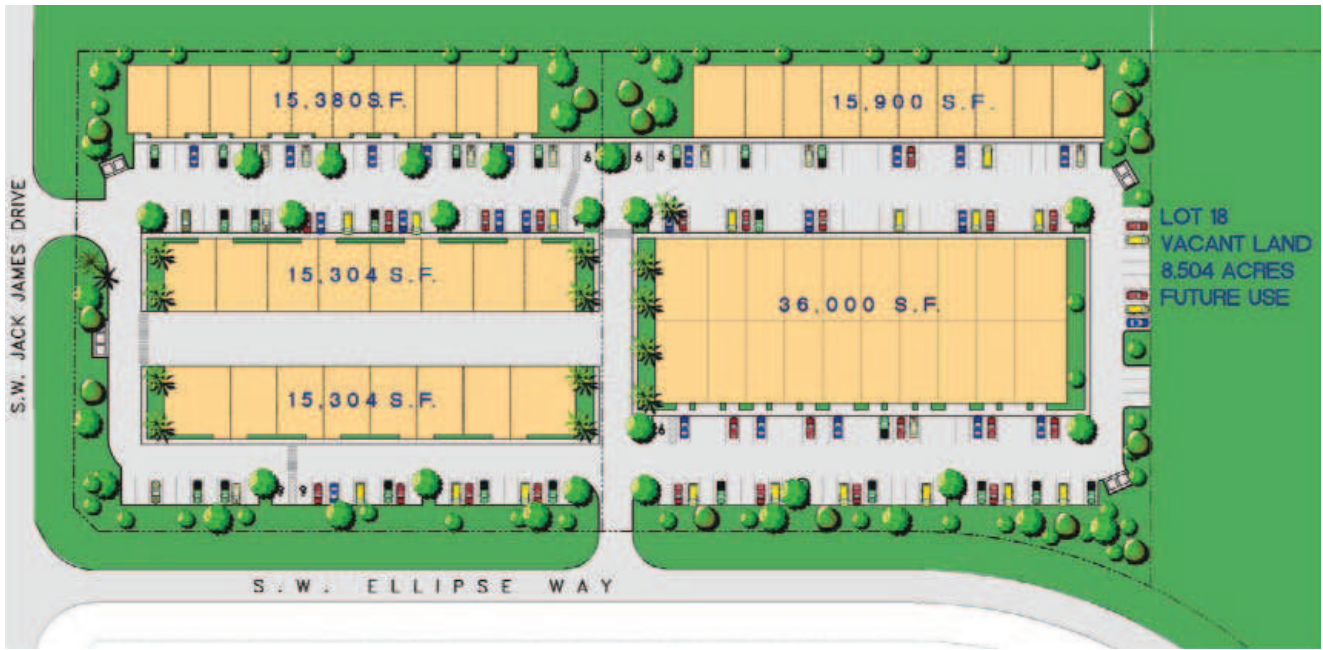 15,380 S.F.
15,900 S.F.
S.W. JACK JAMES DRIVE
LOT 18
VACANT LAND
8.504 ACRES
FUTURE USE
15,304 S.F.
36,000 S.F.
15,304 S.F.
S.W. ELLIPSE WAY